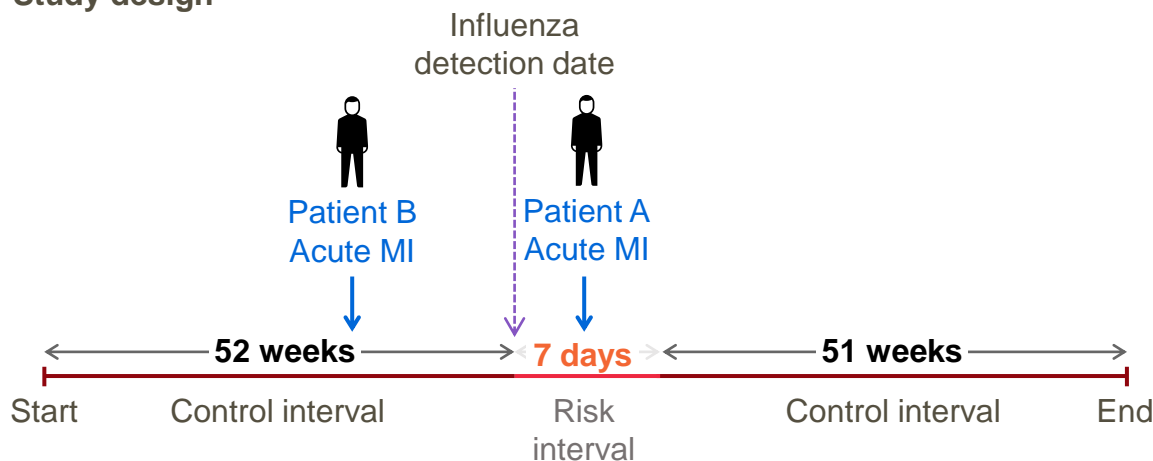 Study design
Influenza
detection date
Patient B
Acute MI
Patient A
Acute MI
52 weeks
7 days
51 weeks
Start
Control interval
Risk
interval
Control interval
End